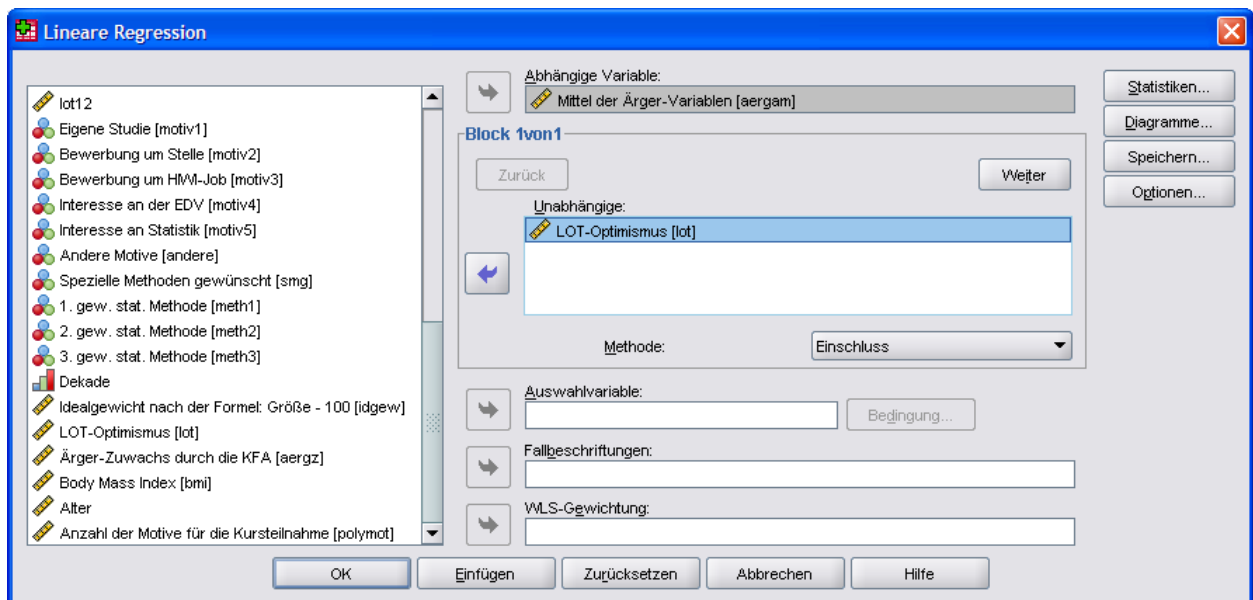 Lineare Regression
lot12
Eigene Studie [motiv1]
Bewerbung um Stelle [motiv2]
Bewerbung um HIWI-Job [motiv3]
Interesse an der EDV [motiv4]
Interesse an Statistik [motiv5]
Andere Motive [andere]
Spezielle Methoden gewünscht [smg]
1. gew. stat. Methode [meth1]
2. gew. stat. Methode [meth2]
3. gew. stat. Methode [meth3]
Dekade
Idealgewicht nach der Formel: Größe - 100 [idgew]
LOT-Optimismus [lot]
Ärger-Zuwachs durch die KFA [aergz]
Body Mass Index [bmi]
Alter
Anzahl der Motive für die Kursteilnahme [polymot]
Abhängige Variable:
Mittel der Ärger-Variablen [aergam]
Block 1von1
Zurück
Weiter
Unabhängige:
LOT-Optimismus [lot]
Methode:
Einschluss
Auswahlvariable:
Bedingung...
Fallbeschriftungen:
WLS-Gewichtung:
Statistiken...
Diagramme...
Speichern...
Optionen...
OK
Einfügen
Zurücksetzen
Abbrechen
Hilfe